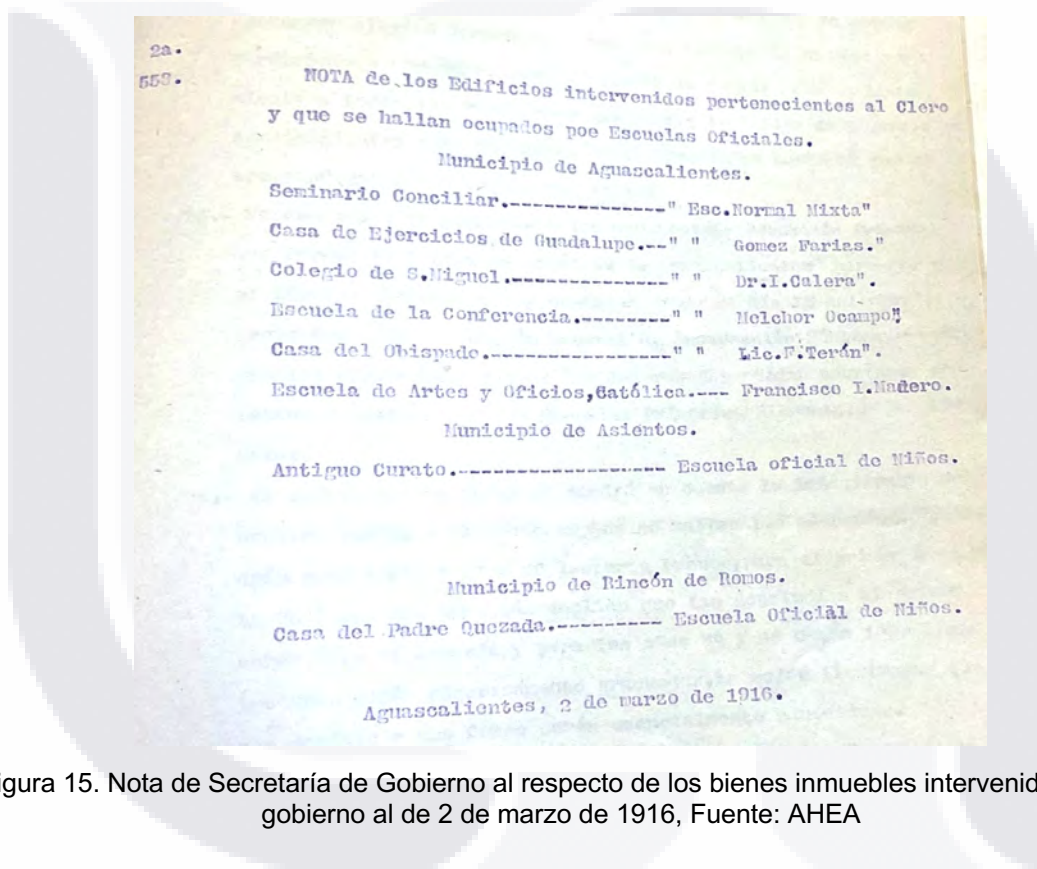 2a.
558.
NOTA de los Edificios intervenidos pertenecientes al Clero
y que se hallan ocupados poe Escuelas Oficiales.
Municipio de Aguascalientes.
Seminario Conciliar.---------------" Esc.Normal Mixta"
Casa de Ejercicios de Guadalupe.--" " Gomez Farias."
Colegio de S.Miguel.---------------" " Dr.I.Calera".
Escuela de la Conferencia.--------" " Melchor Ocampo"
Casa del Obispado.-----------------" " Lic.F.Terán".
Escuela de Artes y Oficios,Católica.---- Francisco I.Madero.
Municipio de Asientos.
Antiguo Curato.------------------- Escuela oficial de Niños.
Municipio de Rincón de Romos.
Casa del Padre Quezada.---------- Escuela Oficiál de Niños.
Aguascalientes, 2 de marzo de 1916.
igura 15. Nota de Secretaría de Gobierno al respecto de los bienes inmuebles intervenid
gobierno al de 2 de marzo de 1916, Fuente: AHEA